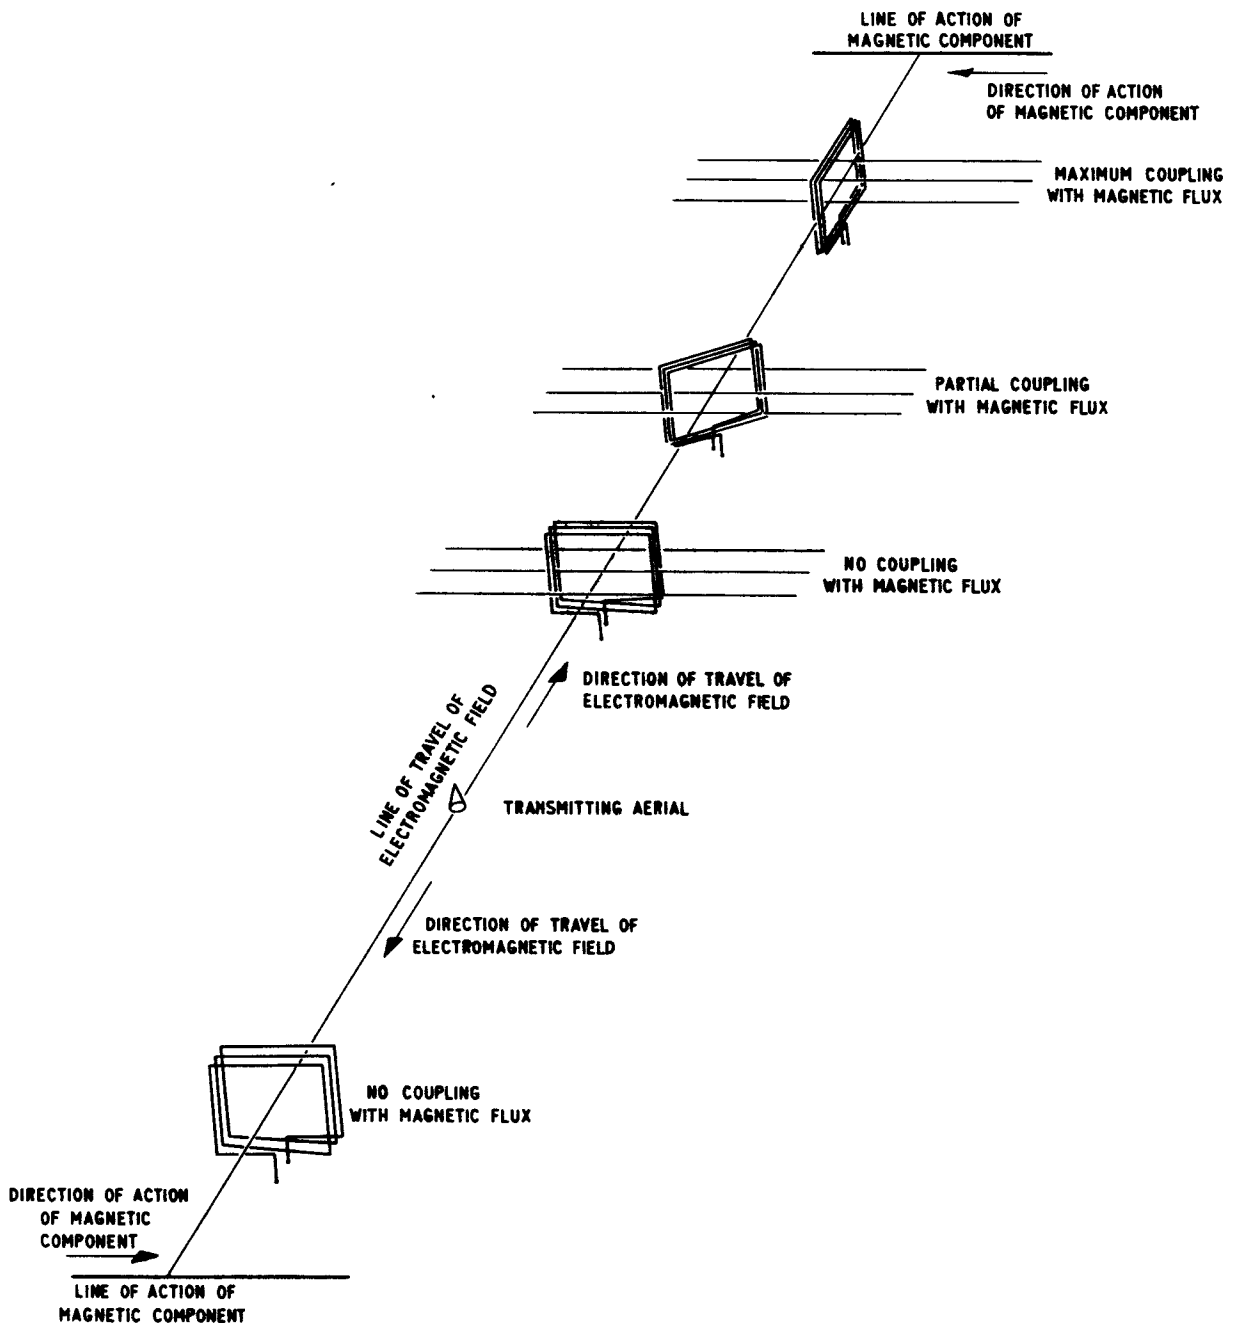 LINE OF ACTION OF
MAGNETIC COMPONENT
DIRECTION OF ACTION
OF MAGNETIC COMPONENT
MAXIMUM COUPLING
WITH MAGNETIC FLUX
PARTIAL COUPLING
WITH MAGNETIC FLUX
NO COUPLING
WITH MAGNETIC FLUX
DIRECTION OF TRAVEL OF
ELECTROMAGNETIC FIELD
LINE OF TRAVEL OF
ELECTROMAGNETIC FIELD
TRANSMITTING AERIAL
DIRECTION OF TRAVEL OF
ELECTROMAGNETIC FIELD
NO COUPLING
WITH MAGNETIC FLUX
DIRECTION OF ACTION
OF MAGNETIC
COMPONENT
LINE OF ACTION OF
MAGNETIC COMPONENT